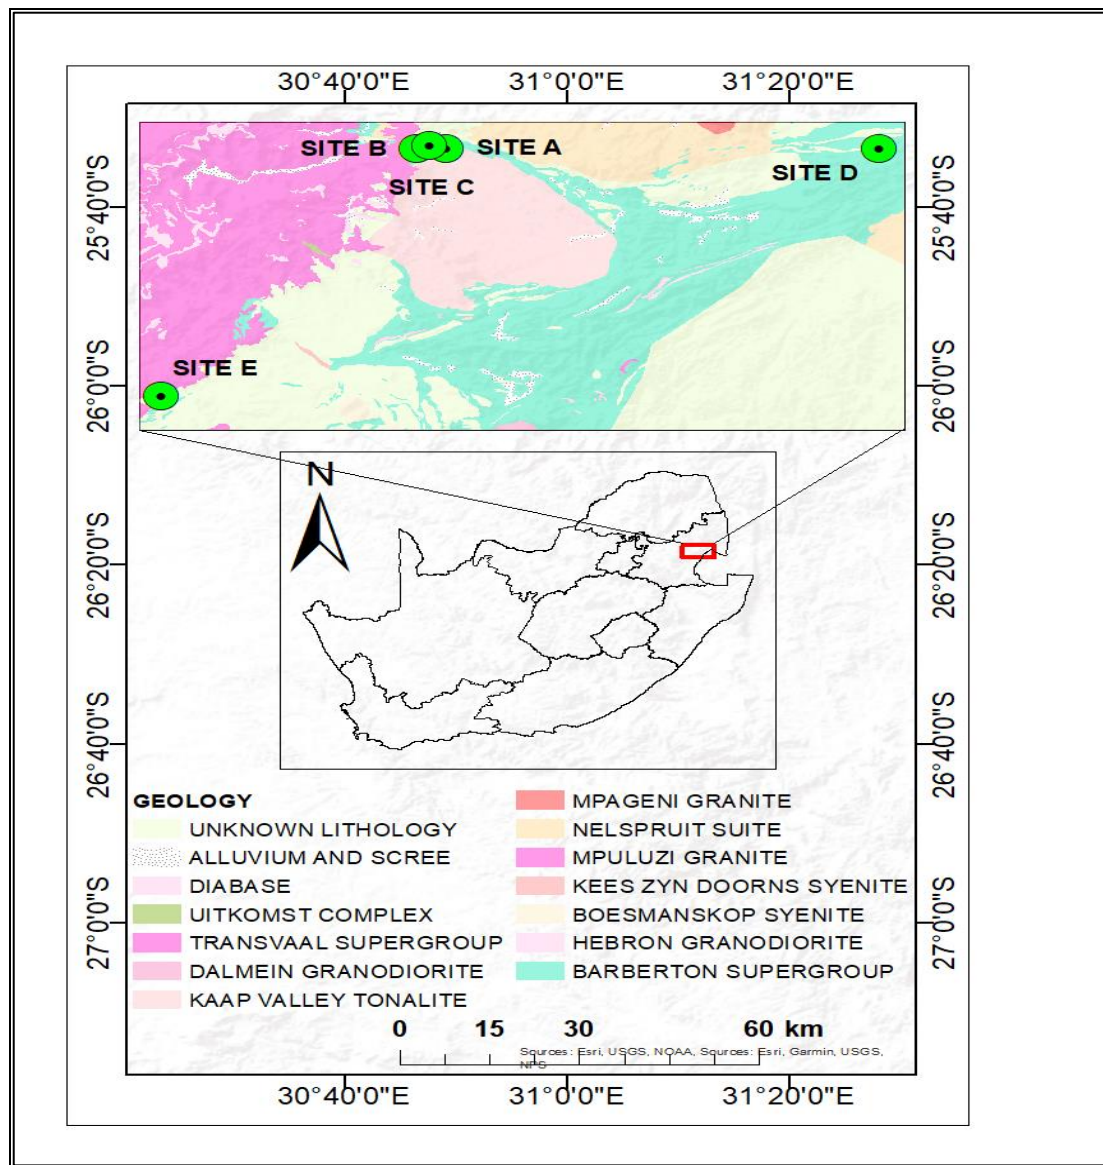 30°40'0"E 31°0'0"E 31°20'0"E
SITE B SITE A
SITE C
SITE D
SITE E
25°40'0"S 25°40'0"S
26°0'0"S 26°0'0"S
N
26°20'0"S 26°20'0"S
26°40'0"S 26°40'0"S
27°0'0"S 27°0'0"S
GEOLOGY
UNKNOWN LITHOLOGY
ALLUVIUM AND SCREE
DIABASE
UITKOMST COMPLEX
TRANSVAAL SUPERGROUP
DALMEIN GRANODIORITE
KAAP VALLEY TONALITE
MPAGENI GRANITE
NELSPRUIT SUITE
MPULUZI GRANITE
KEES ZYN DOORNS SYENITE
BOESMANSKOP SYENITE
HEBRON GRANODIORITE
BARBERTON SUPERGROUP
0 15 30 60 km
Sources: Esri, USGS, NOAA, Sources: Esri, Garmin, USGS,
NPS
30°40'0"E 31°0'0"E 31°20'0"E